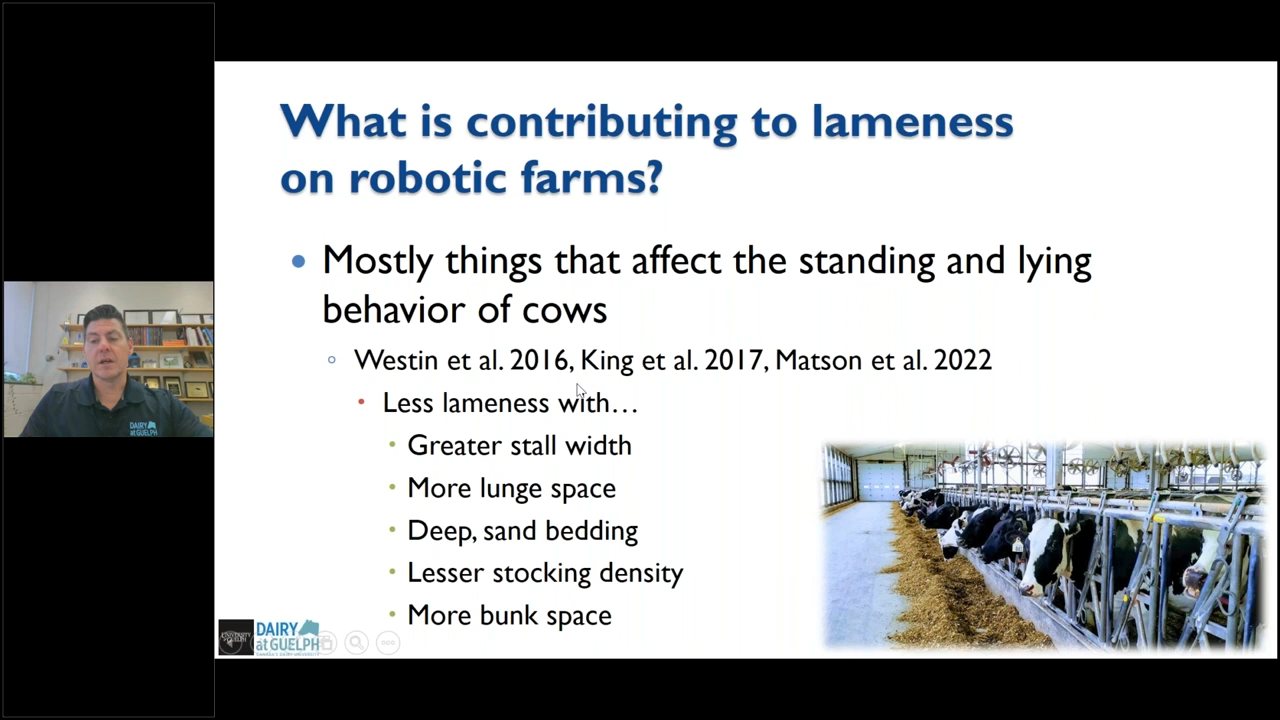 What is contributing to lameness
on robotic farms?
Mostly things that affect the standing and lying
behavior of cows
Westin et al. 2016, King et al. 2017, Matson et al. 2022
Less lameness with…
Greater stall width
More lunge space
Deep, sand bedding
Lesser stocking density
More bunk space
DAIRY
at GUELPH
DAIRY
at GUELPH